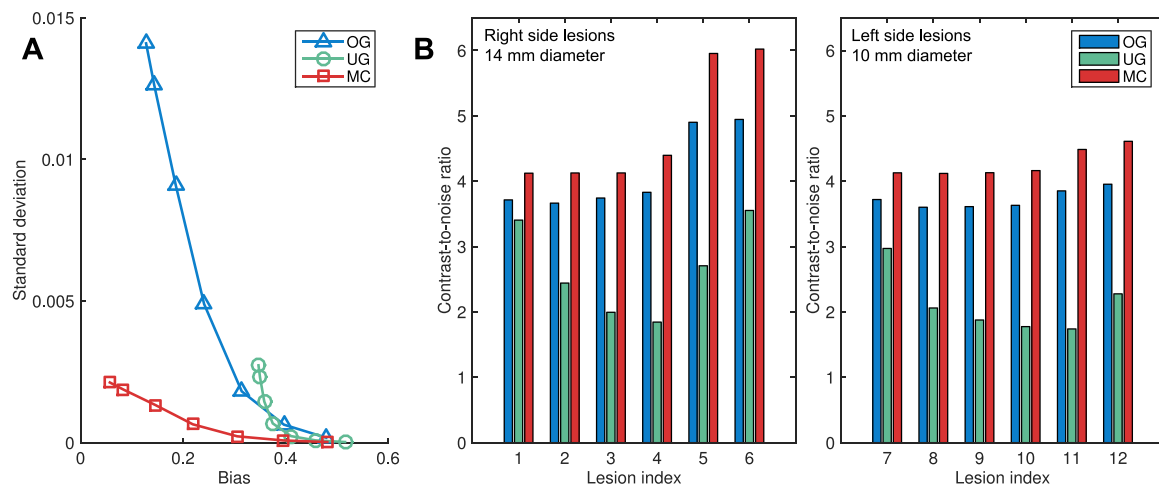 A
0.015
0.01
0.005
0
Standard deviation
0
0.2
0.4
0.6
Bias
OG
UG
MC
B
Right side lesions
14 mm diameter
6
5
4
3
2
1
0
Contrast-to-noise ratio
1 2 3 4 5 6
Lesion index
Left side lesions
10 mm diameter
OG
UG
MC
6
5
4
3
2
1
0
Contrast-to-noise ratio
7 8 9 10 11 12
Lesion index